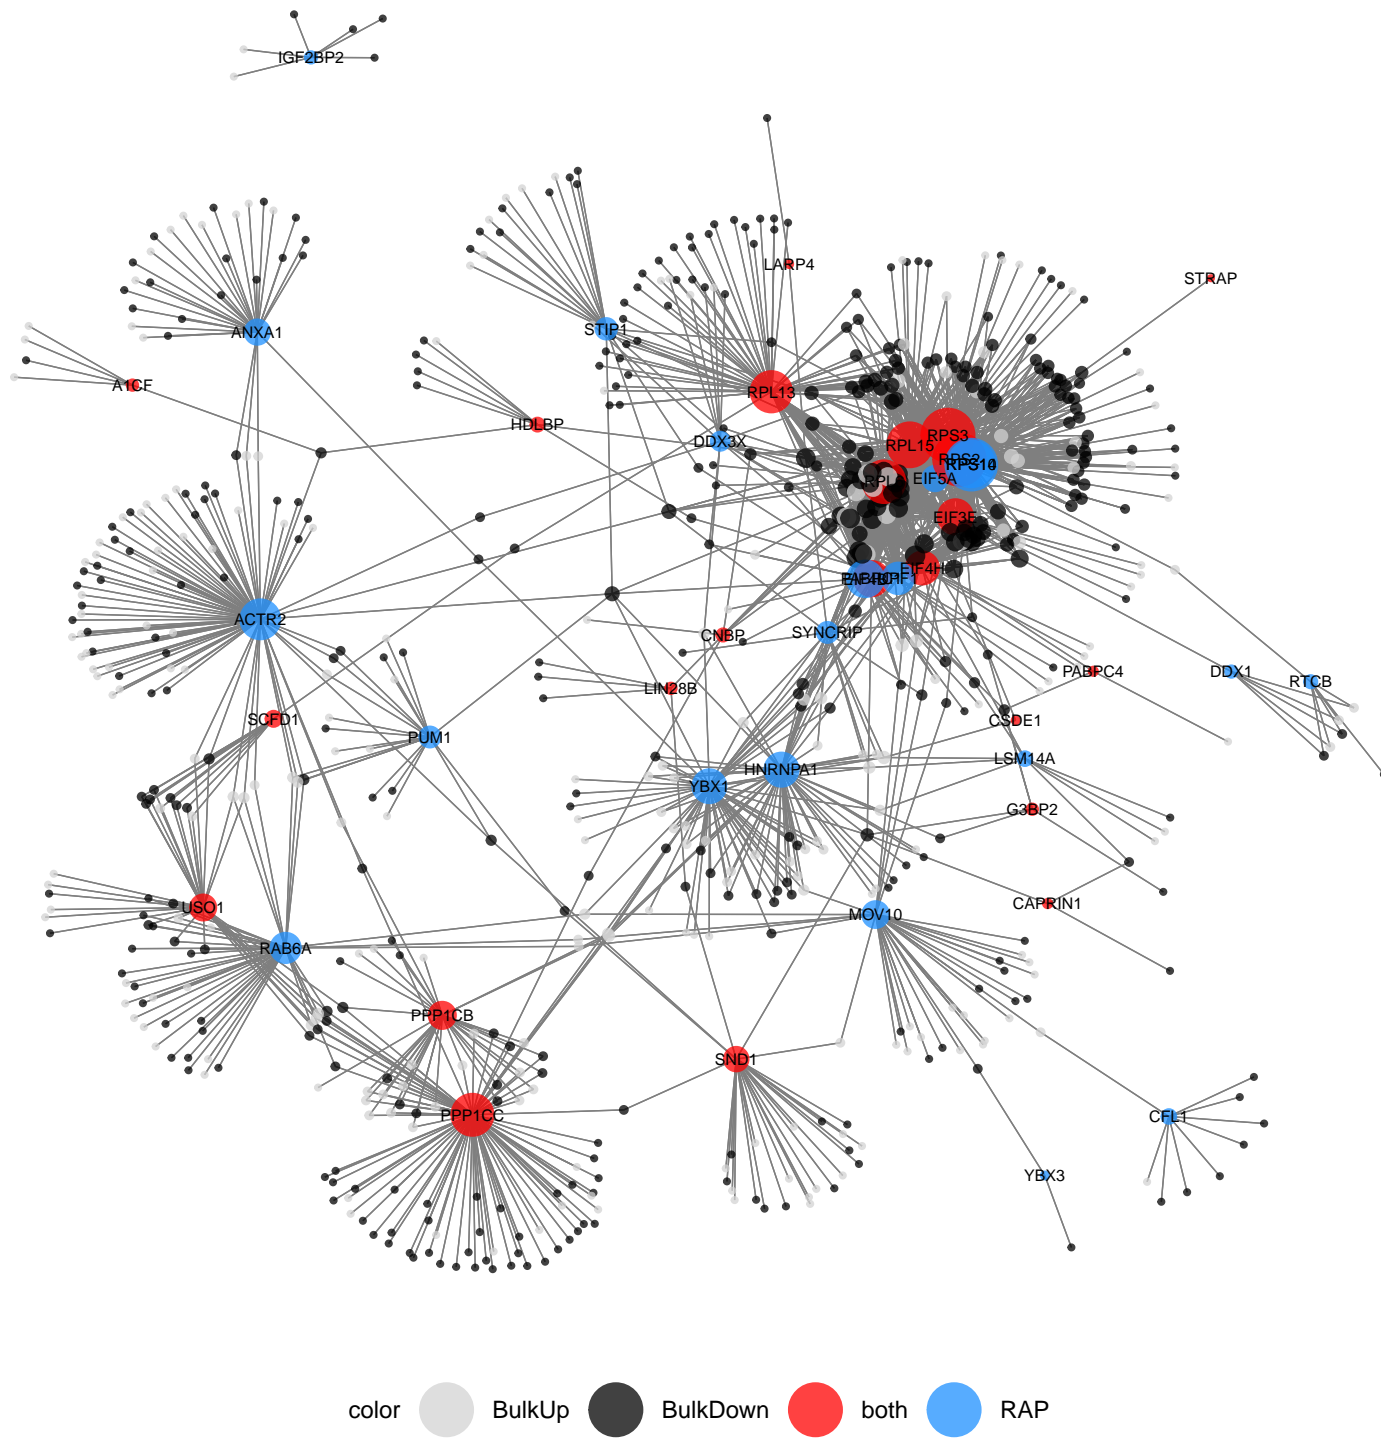 IGF2BP2
LARP4
STRAP
STIP1
ANXA1
A1CF
RPL13
HDLBP
DDX3X
RPS3
RPL15
EIF5A
EIF3E
EIF4H
ACTR2
CNBP
SYNCRIP
PABPC4
DDX1
RTCB
LIN28B
SCFD1
CSDE1
PUM1
LSM14A
HNRNPA1
YBX1
G3BP2
USO1
CAPRIN1
MOV10
RAB6A
PPP1CB
SND1
PPP1CC
CFL1
YBX3
color BulkUp BulkDown both RAP